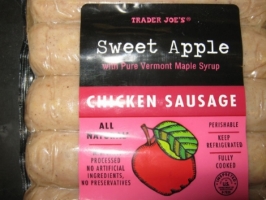 TRADER JOE'S®
Sweet Apple
with Pure Vermont Maple Syrup
CHICKEN SAUSAGE
ALL
NATURAL
PROCESSED
NO ARTIFICIAL
INGREDIENTS,
NO PRESERVATIVES
PERISHABLE
KEEP
REFRIGERATED
FULLY
COOKED